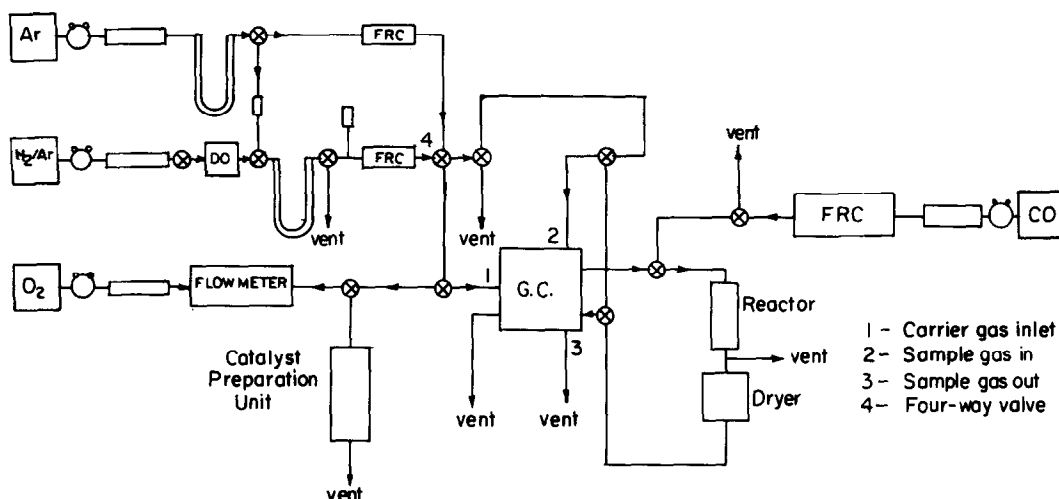 Ar
FRC
H2/Ar
DO
FRC
4
vent
vent
vent
FRC
CO
2
O2
FLOWMETER
1
G.C.
3
Reactor
vent
Dryer
Catalyst
Preparation
Unit
vent
vent
vent
1 - Carrier gas inlet
2 - Sample gas in
3 - Sample gas out
4 - Four-way valve